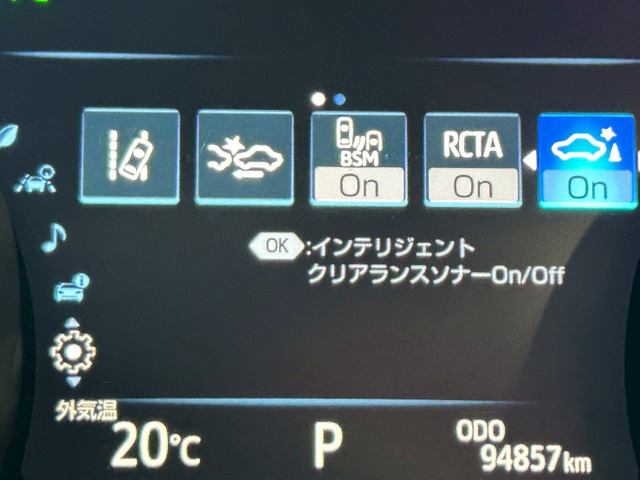 BSM
On
RCTA
On
On
OK :インテリジェント
クリアランスソナーOn/Off
外気温
20℃
P
ODO
94857km